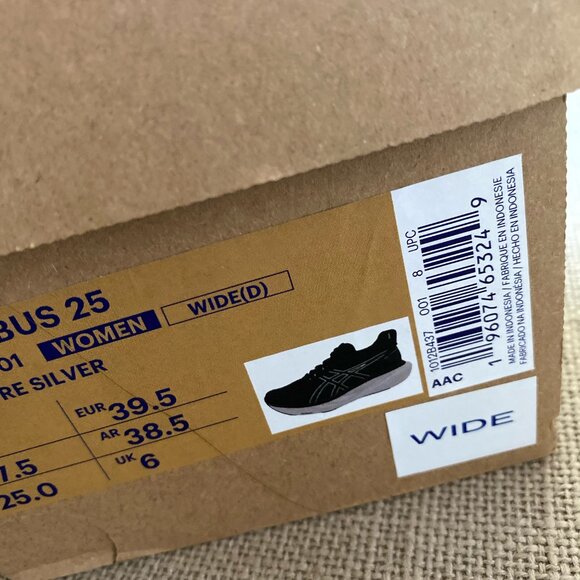 BUS 25
01 WOMEN WIDE(D)
RE SILVER
EUR 39.5
7.5 AR 38.5
25.0 UK 6
1012B437 001 8 UPC
1 96074 65324 9
AAC
MADE IN INDONESIA / FABRIQUE EN INDONESIE
FABRICADO NA INDONÉSIA / HECHO EN INDONESIA
WIDE